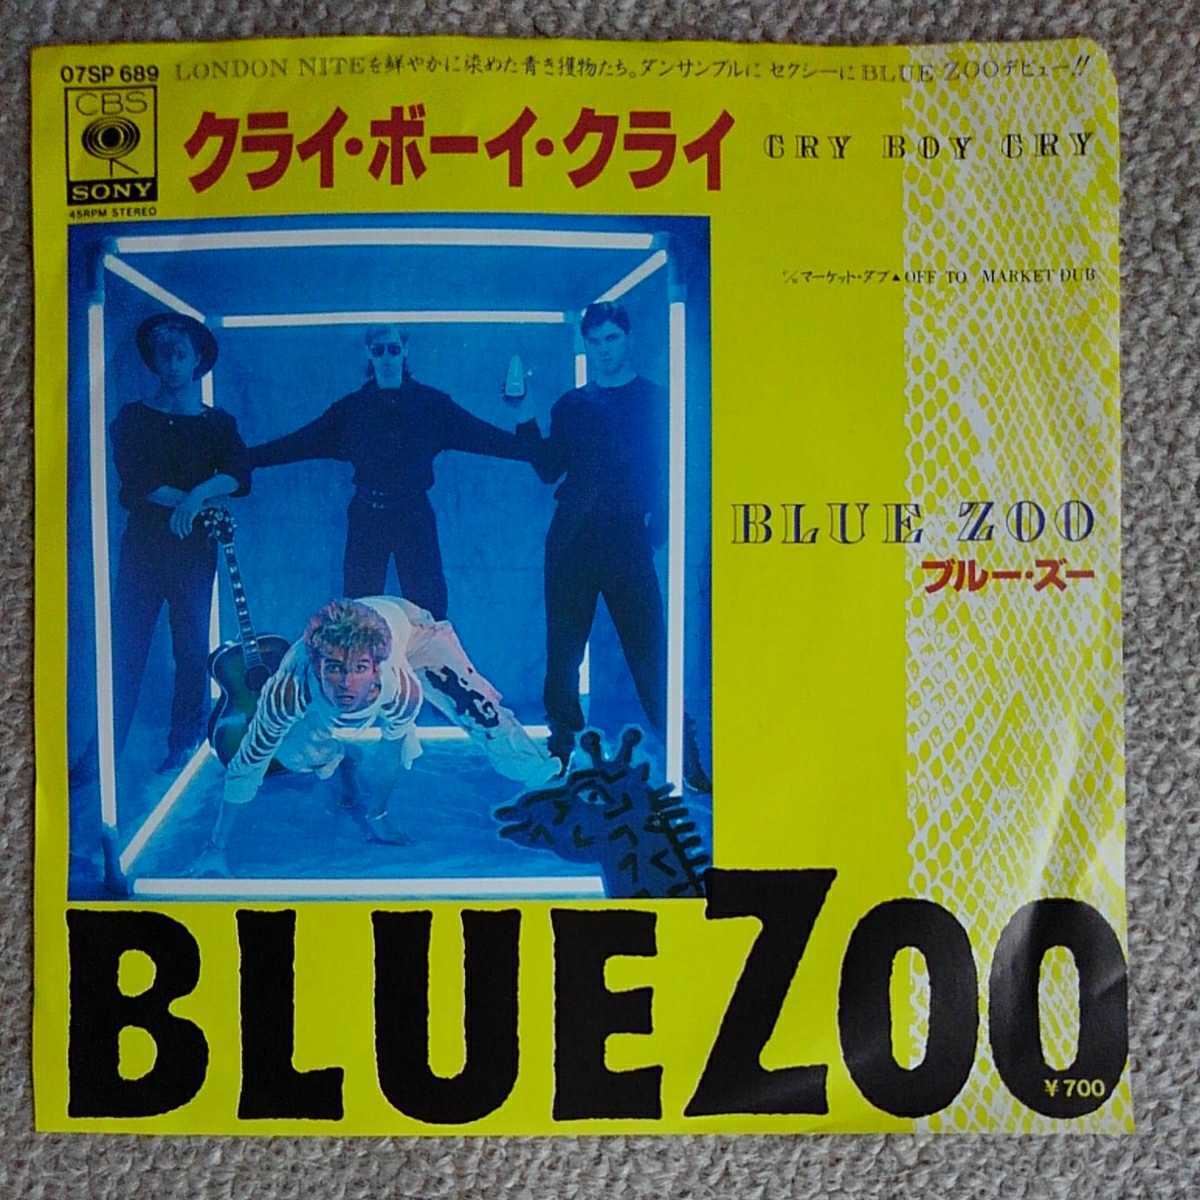 07SP 689
LONDON NITEを鮮やかに染めた青き獲物たち。ダンサンブルに セクシーにBLUE ZOOデビュー!!
CBS
SONY
45RPM STEREO
クライ・ボーイ・クライ
CRY BOY CRY
c/w マーケット・ダブ▲OFF TO MARKET DUB
BLUE ZOO
ブルー・ズー
BLUE ZOO
¥700